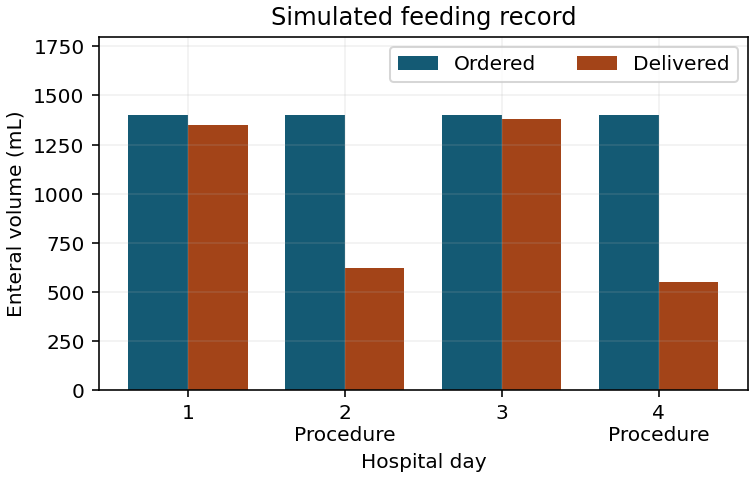 Simulated feeding record
Ordered Delivered
Enteral volume (mL)
1750
1500
1250
1000
750
500
250
0
1 2 3 4
Procedure Procedure
Hospital day